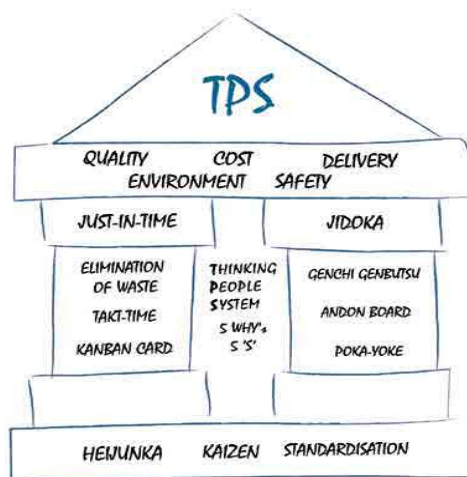 TPS
QUALITY COST DELIVERY
ENVIRONMENT SAFETY
JUST-IN-TIME
JIDOKA
ELIMINATION
OF WASTE
TAKT-TIME
KANBAN CARD
THINKING
PEOPLE
SYSTEM
5 WHY's
5 'S'
GENCHI GENBUTSU
ANDON BOARD
POKA-YOKE
HEIJUNKA KAIZEN STANDARDISATION